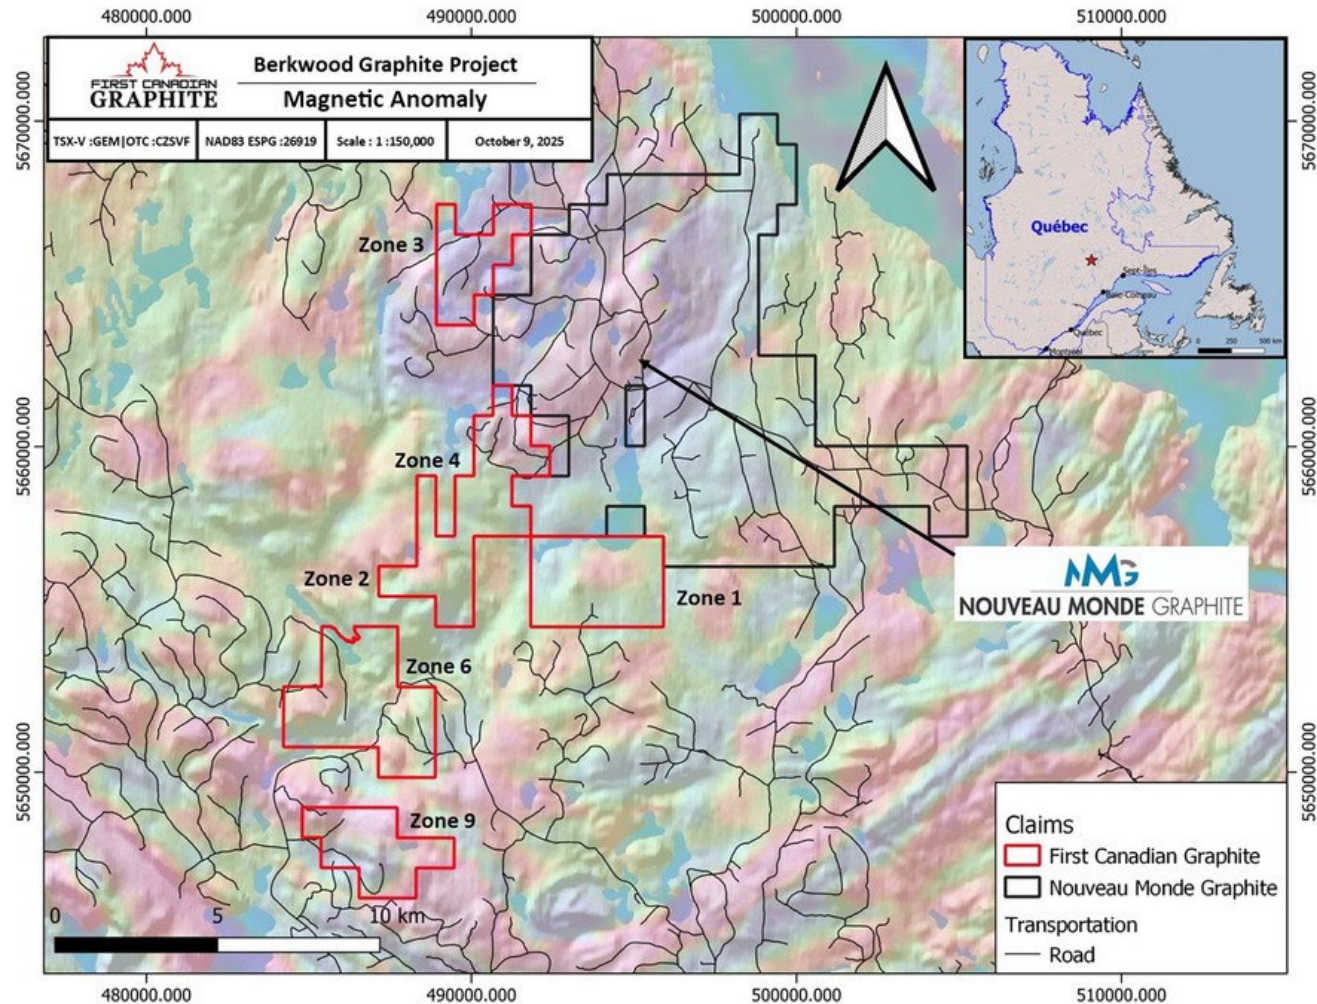 480000.000 490000.000 500000.000 510000.000
FIRST CANADIAN
GRAPHITE
Berkwood Graphite Project
Magnetic Anomaly
TSX-V :GEM|OTC :CZSVF
NAD83 ESPG :26919
Scale : 1 :150,000
October 9, 2025
5670000.000
5670000.000
Québec
Sept-Îles
Baie-Comeau
Québec
Montréal
0 250 500 km
Zone 3
Zone 4
5660000.000
5660000.000
Zone 2
Zone 1
NMG
NOUVEAU MONDE GRAPHITE
Zone 6
5650000.000
5650000.000
Zone 9
Claims
First Canadian Graphite
Nouveau Monde Graphite
Transportation
Road
0 5 10 km
480000.000 490000.000 500000.000 510000.000